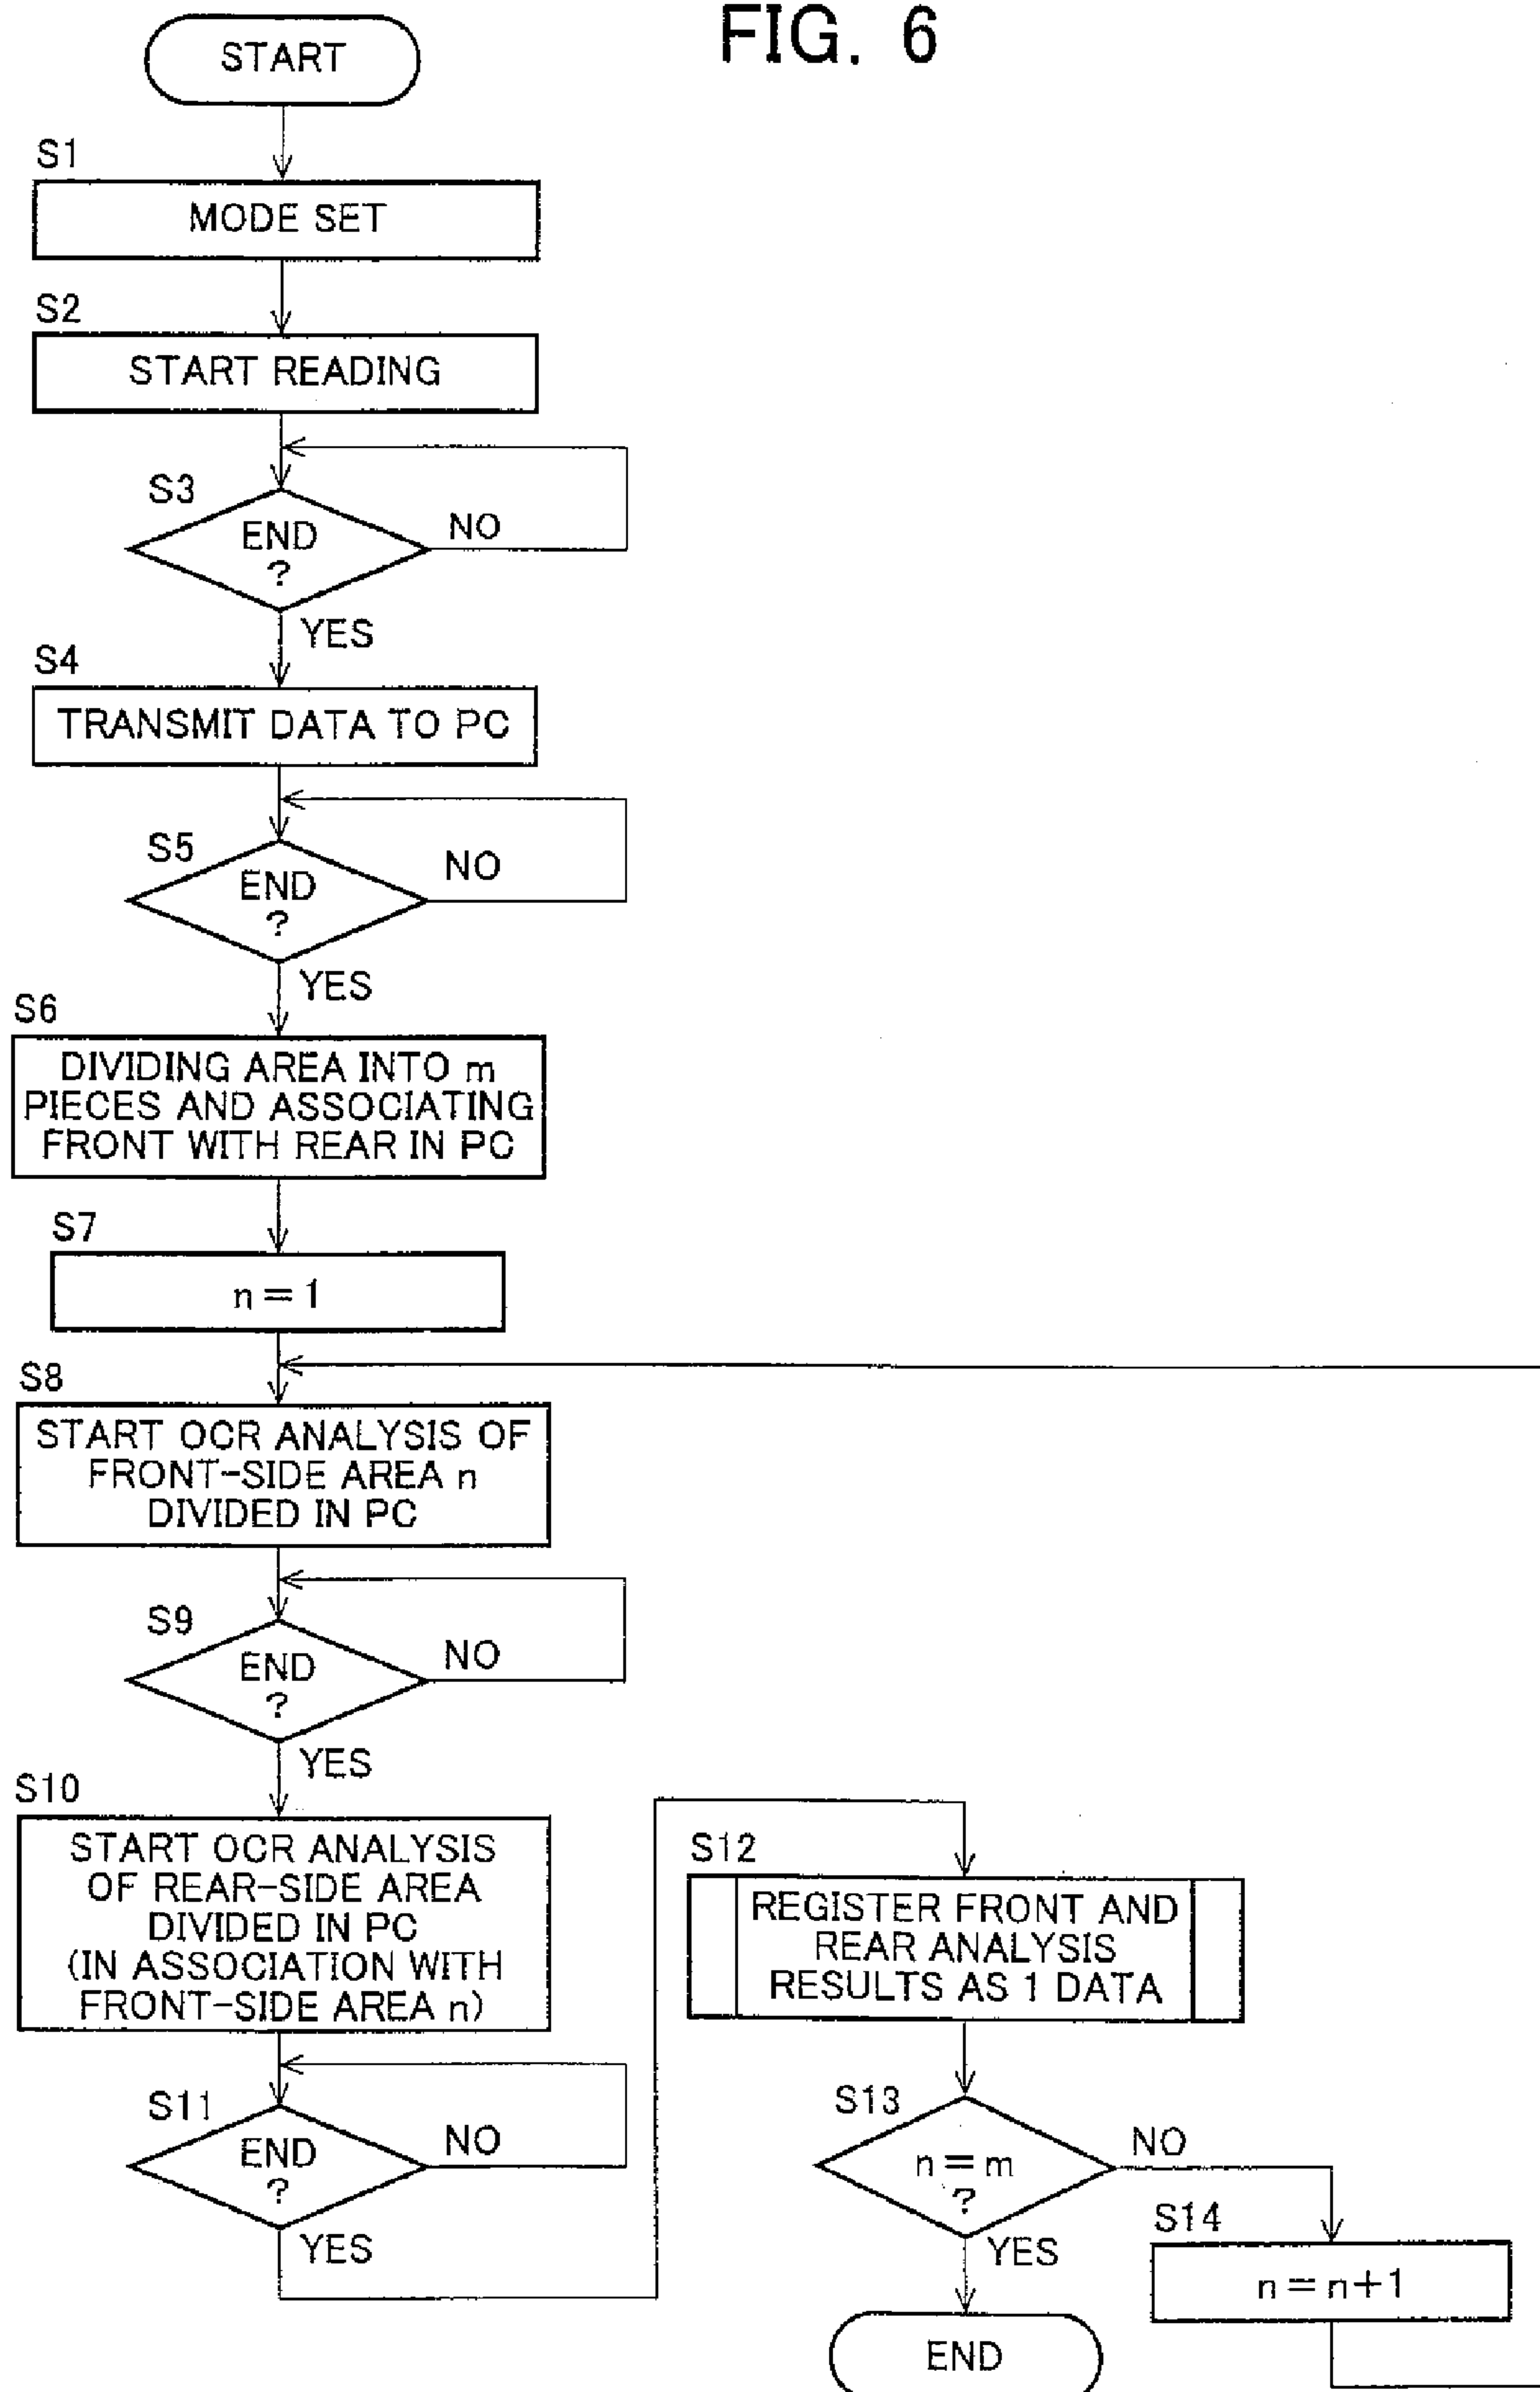 FIG. 6
START
S1
MODE SET
S2
START READING
S3
END
?
NO
YES
S4
TRANSMIT DATA TO PC
S5
END
?
NO
YES
S6
DIVIDING AREA INTO m
PIECES AND ASSOCIATING
FRONT WITH REAR IN PC
S7
n = 1
S8
START OCR ANALYSIS OF
FRONT-SIDE AREA n
DIVIDED IN PC
S9
END
?
NO
YES
S10
START OCR ANALYSIS
OF REAR-SIDE AREA
DIVIDED IN PC
(IN ASSOCIATION WITH
FRONT-SIDE AREA n)
S11
END
?
NO
YES
S12
REGISTER FRONT AND
REAR ANALYSIS
RESULTS AS 1 DATA
S13
n = m
?
NO
YES
S14
n = n+1
END